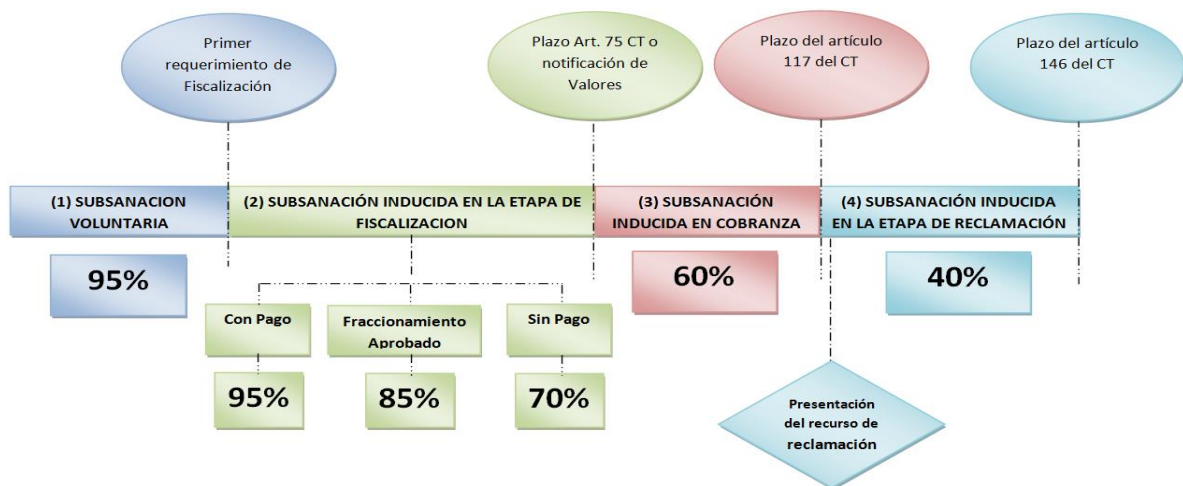 Primer
requerimiento de
Fiscalización
Plazo Art. 75 CT o
notificación de
Valores
Plazo del artículo
117 del CT
Plazo del artículo
146 del CT
(1) SUBSANACION
VOLUNTARIA
(2) SUBSANACIÓN INDUCIDA EN LA ETAPA DE
FISCALIZACION
(3) SUBSANACIÓN
INDUCIDA EN COBRANZA
(4) SUBSANACIÓN INDUCIDA
EN LA ETAPA DE RECLAMACIÓN
95%
60%
40%
Con Pago
Fraccionamiento
Aprobado
Sin Pago
95%
85%
70%
Presentación
del recurso de
reclamación